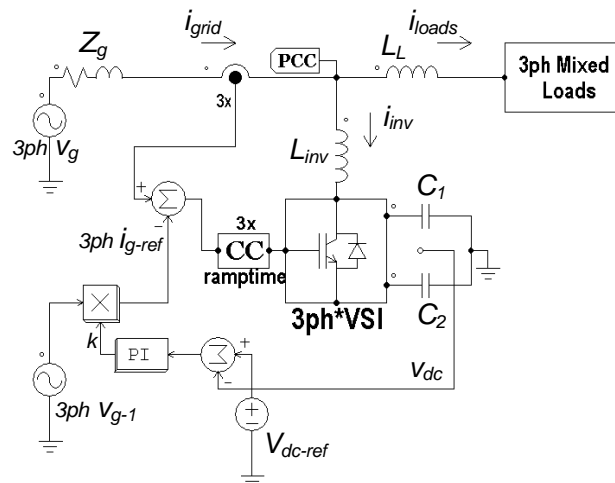 i_grid
i_loads
Z_g
PCC
L_L
3ph Mixed
Loads
3x
i_inv
3ph v_g
L_inv
+
Σ
-
C_1
3ph i_g-ref
3x
CC
ramptime
C_2
3ph*VSI
×
k
PI
Σ
+
-
v_dc
3ph v_g-1
+
-
V_dc-ref